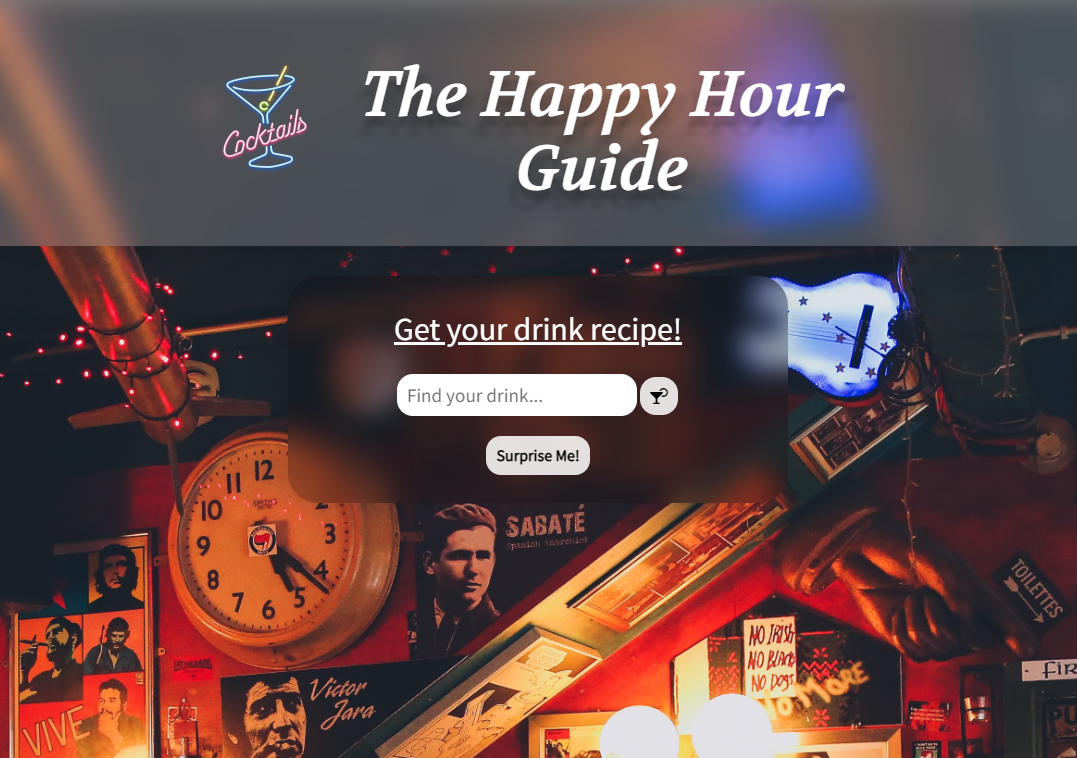 The Happy Hour
Guide
Cocktails
Get your drink recipe!
Find your drink...
Surprise Me!
12
11
10
9
8
7
6
5
4
3
2
SABATÉ
Spanish Anarchist
TOILETTES
NO IRISH
NO BLACKS
NO DOGS
No MoRE
Victor
Jara
VIVE
FIR